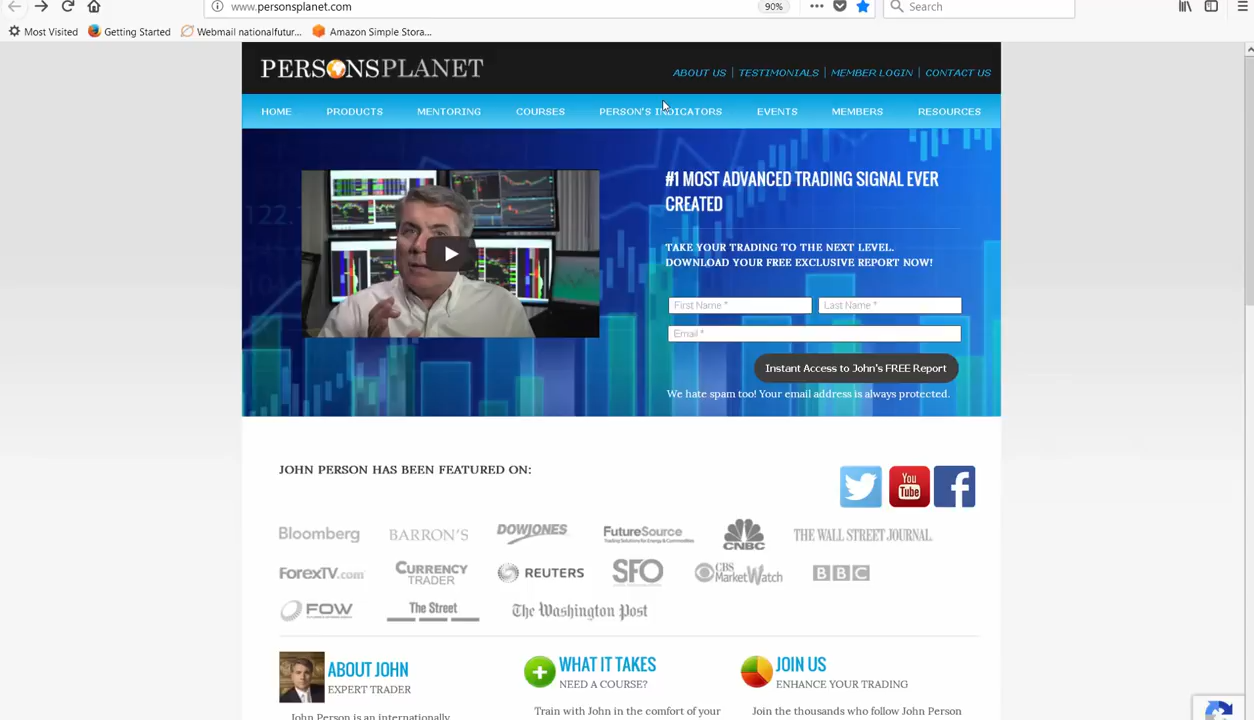 www.personsplanet.com
90%
Search
Most Visited
Getting Started
Webmail nationalfutur...
Amazon Simple Stora...
PERSONSPLANET
ABOUT US | TESTIMONIALS | MEMBER LOGIN | CONTACT US
HOME PRODUCTS MENTORING COURSES PERSON'S INDICATORS EVENTS MEMBERS RESOURCES
#1 MOST ADVANCED TRADING SIGNAL EVER
CREATED
TAKE YOUR TRADING TO THE NEXT LEVEL.
DOWNLOAD YOUR FREE EXCLUSIVE REPORT NOW!
First Name * Last Name *
Email *
Instant Access to John's FREE Report
We hate spam too! Your email address is always protected.
JOHN PERSON HAS BEEN FEATURED ON:
You
Tube
Bloomberg BARRON'S DOWJONES FutureSource CNBC THE WALL STREET JOURNAL.
ForexTV.com CURRENCY TRADER REUTERS SFO CBS MarketWatch BBC
FOW The Street The Washington Post
ABOUT JOHN
EXPERT TRADER
John Person is an internationally
WHAT IT TAKES
NEED A COURSE?
Train with John in the comfort of your
JOIN US
ENHANCE YOUR TRADING
Join the thousands who follow John Person